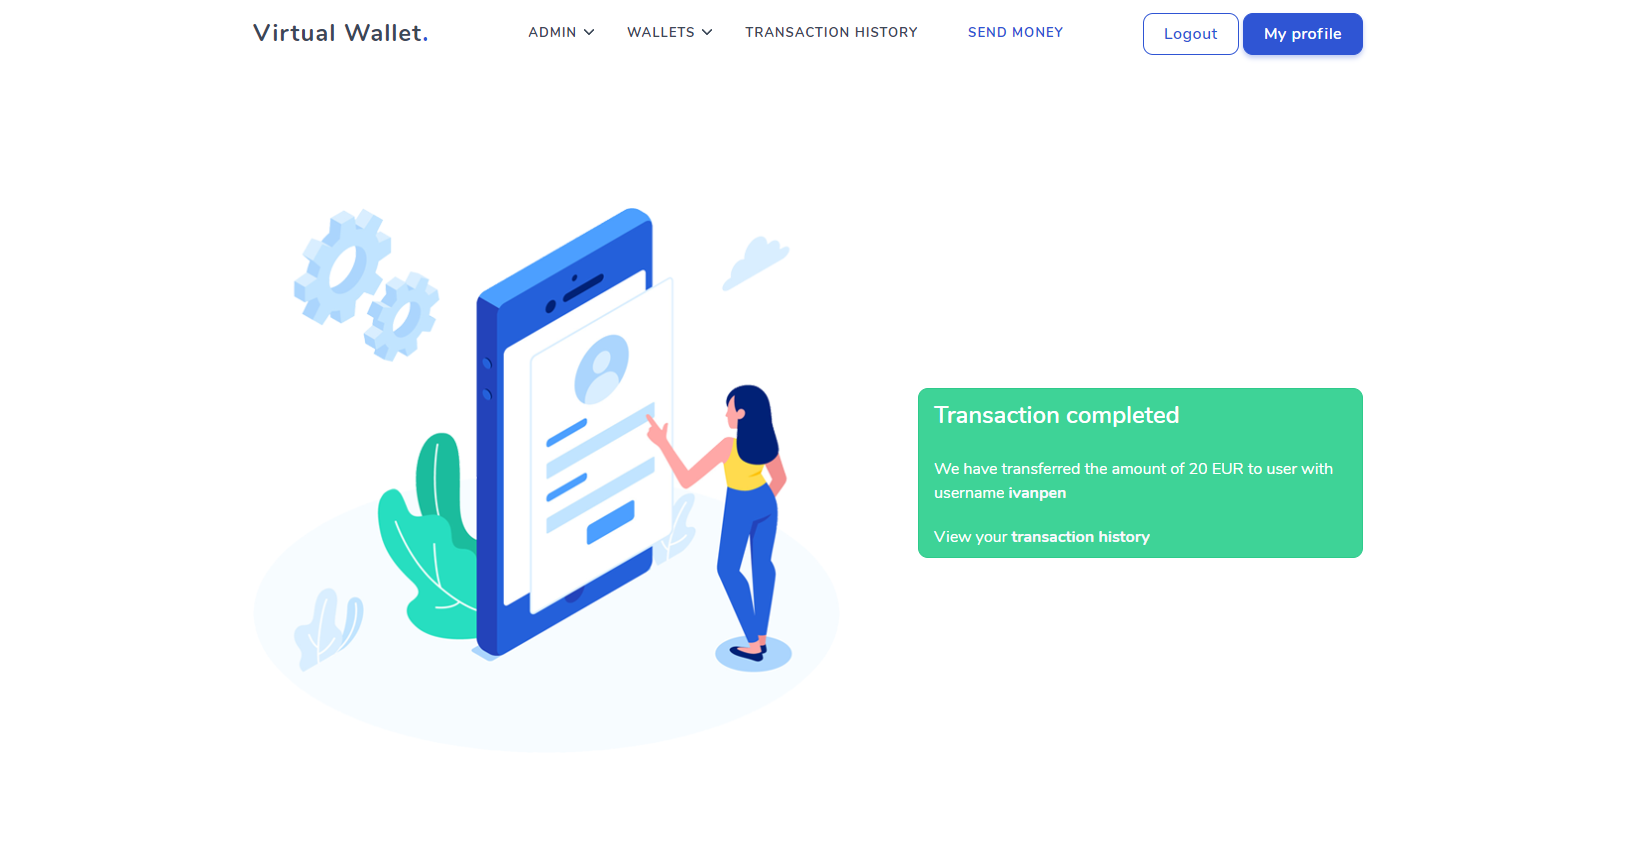 Virtual Wallet.
ADMIN
WALLETS
TRANSACTION HISTORY
SEND MONEY
Logout
My profile
Transaction completed
We have transferred the amount of 20 EUR to user with
username ivanpen
View your transaction history